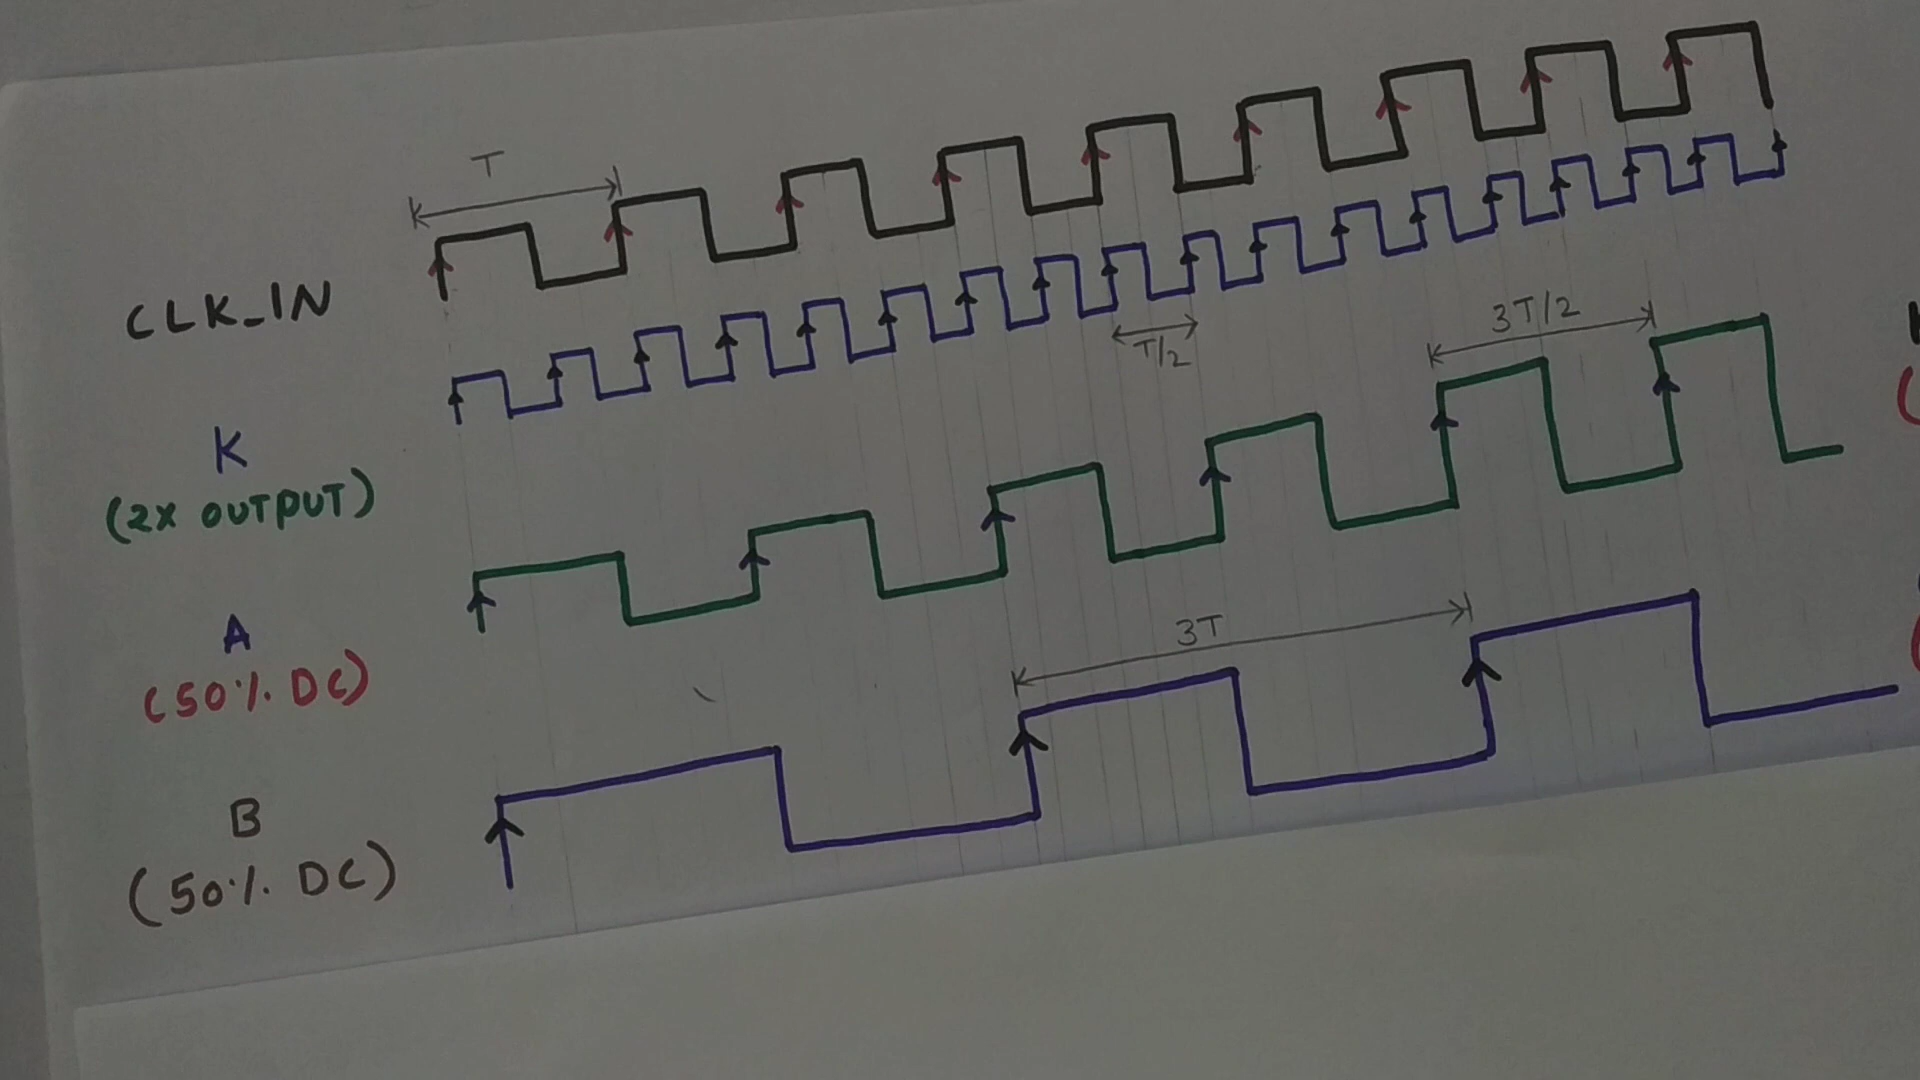 T
CLK_IN
T/2
3T/2
K
(2X OUTPUT)
A
(50% DC)
3T
B
(50% DC)